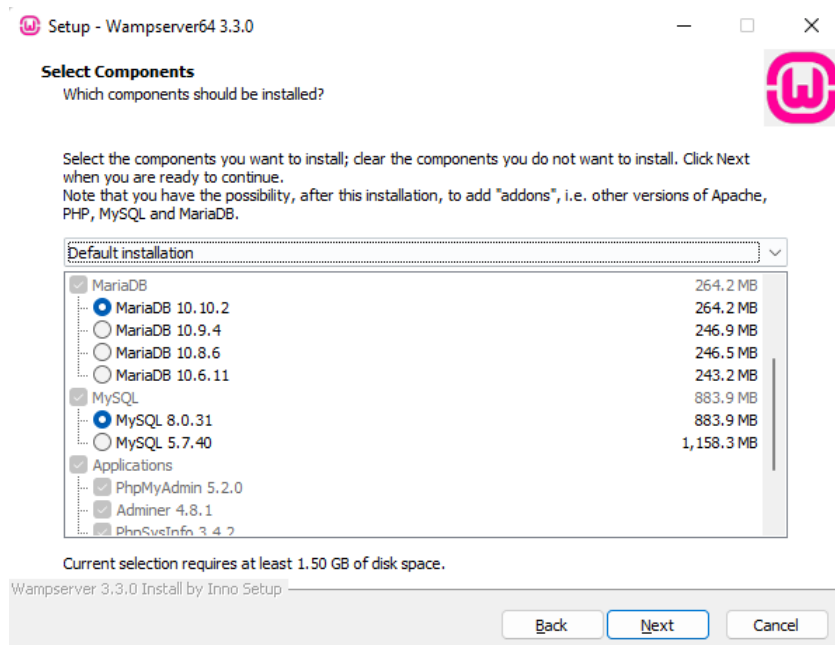 Setup - Wampserver64 3.3.0
Select Components
Which components should be installed?
Select the components you want to install; clear the components you do not want to install. Click Next
when you are ready to continue.
Note that you have the possibility, after this installation, to add "addons", i.e. other versions of Apache,
PHP, MySQL and MariaDB.
Default installation
MariaDB 264.2 MB
MariaDB 10.10.2 264.2 MB
MariaDB 10.9.4 246.9 MB
MariaDB 10.8.6 246.5 MB
MariaDB 10.6.11 243.2 MB
MySQL 883.9 MB
MySQL 8.0.31 883.9 MB
MySQL 5.7.40 1,158.3 MB
Applications
PhpMyAdmin 5.2.0
Adminer 4.8.1
PhpSysInfo 3.4.2
Current selection requires at least 1.50 GB of disk space.
Wampserver 3.3.0 Install by Inno Setup
Back Next Cancel